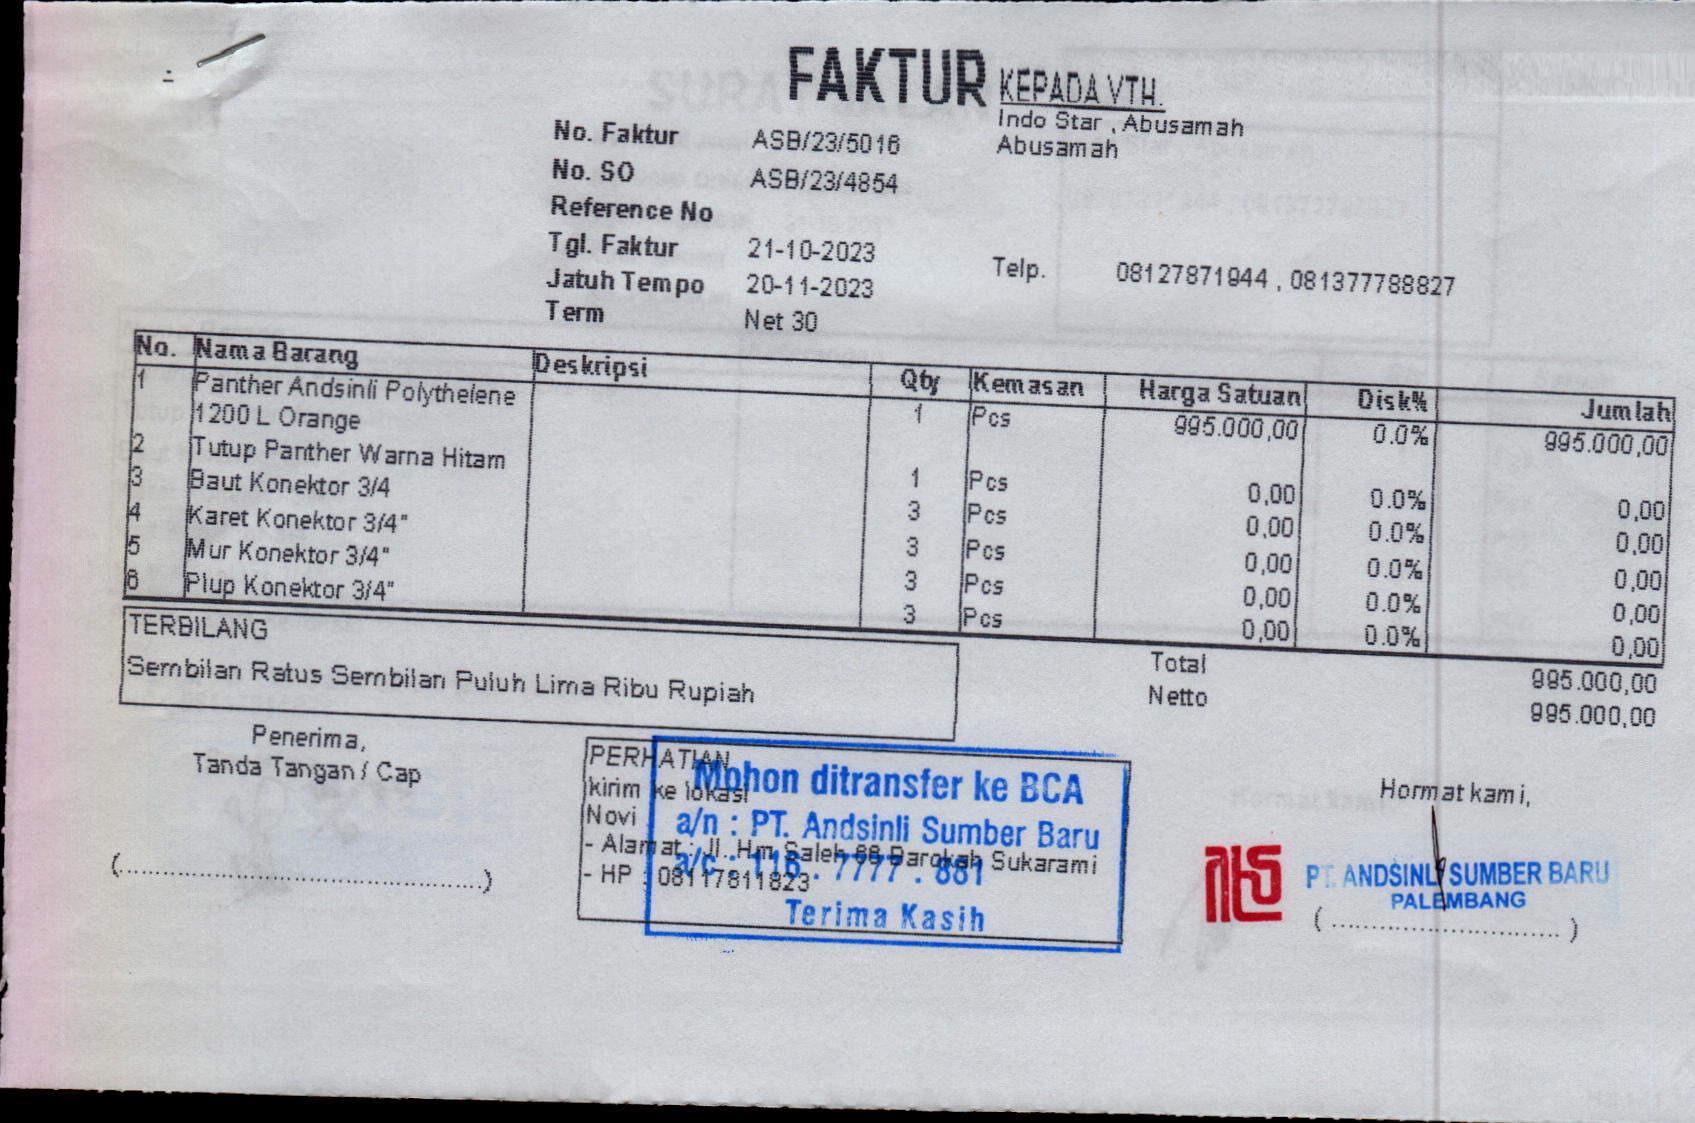 FAKTUR
KEPADA YTH.
Indo Star , Abusamah
Abusamah
No. Faktur ASB/23/5016
No. SO ASB/23/4854
Reference No
Tgl. Faktur 21-10-2023
Jatuh Tempo 20-11-2023
Term Net 30
Telp. 08127871944 , 081377788827
No. Nama Barang Deskripsi Qty Kemasan Harga Satuan Disk% Jumlah
1 Panther Andsinli Polythelene 1 Pcs 995.000,00 0.0% 995.000,00
1200 L Orange
2 Tutup Panther Warna Hitam 1 Pcs 0,00 0.0% 0,00
3 Baut Konektor 3/4 3 Pcs 0,00 0.0% 0,00
4 Karet Konektor 3/4" 3 Pcs 0,00 0.0% 0,00
5 Mur Konektor 3/4" 3 Pcs 0,00 0.0% 0,00
6 Plup Konektor 3/4" 3 Pcs 0,00 0.0% 0,00
TERBILANG
Sembilan Ratus Sembilan Puluh Lima Ribu Rupiah
Total 995.000,00
Netto 995.000,00
Penerima,
Tanda Tangan / Cap
(................................................)
PERHATIAN
kirim ke lokasi
Novi
- Alamat : Jl. Hm Saleh 88 Barokah Sukarami
- HP : 08117811823
Mohon ditransfer ke BCA
a/n : PT. Andsinli Sumber Baru
a/c : 116 . 7777 . 881
Terima Kasih
Hormat kami,
PT. ANDSINLI SUMBER BARU
PALEMBANG
( ............................... )